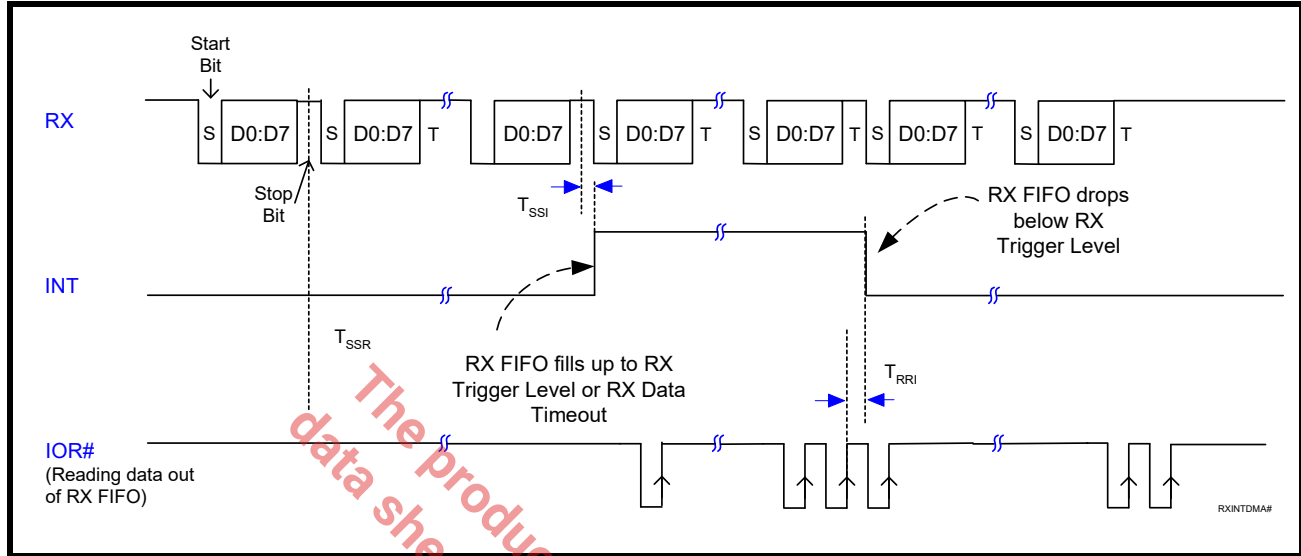 Start
Bit
RX
S D0:D7 S D0:D7 T D0:D7 S D0:D7 T S D0:D7 T S D0:D7 T S D0:D7 T
Stop
Bit
TSSI
RX FIFO drops
below RX
Trigger Level
INT
TSSR
RX FIFO fills up to RX
Trigger Level or RX Data
Timeout
TRRI
IOR#
(Reading data out
of RX FIFO)
RXINTDMA#
The produc
data she